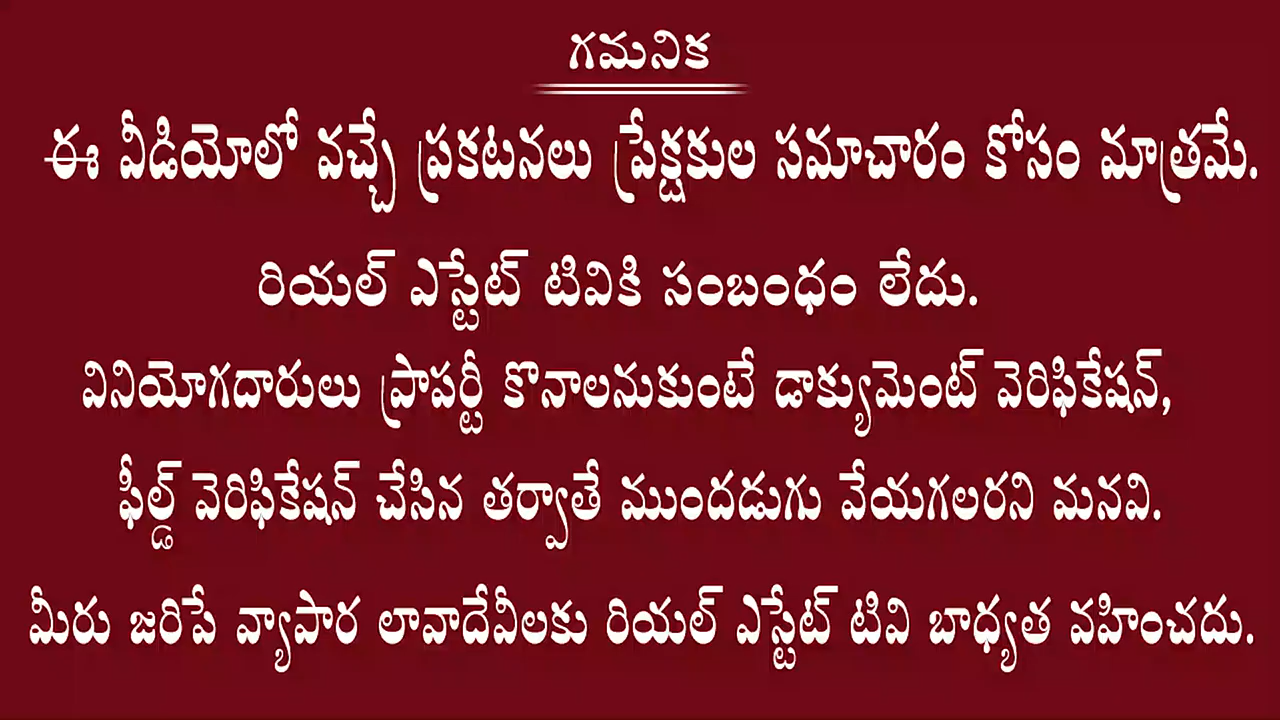 గమనిక
ఈ వీడియోలో వచ్చే ప్రకటనలు ప్రేక్షకుల సమాచారం కోసం మాత్రమే.
రియల్ ఎస్టేట్ టివికి సంబంధం లేదు.
వినియోగదారులు ప్రాపర్టీ కొనాలనుకుంటే డాక్యుమెంట్ వెరిఫికేషన్,
ఫీల్డ్ వెరిఫికేషన్ చేసిన తర్వాతే ముందడుగు వేయగలరని మనవి.
మీరు జరిపే వ్యాపార లావాదేవీలకు రియల్ ఎస్టేట్ టివి బాధ్యత వహించదు.